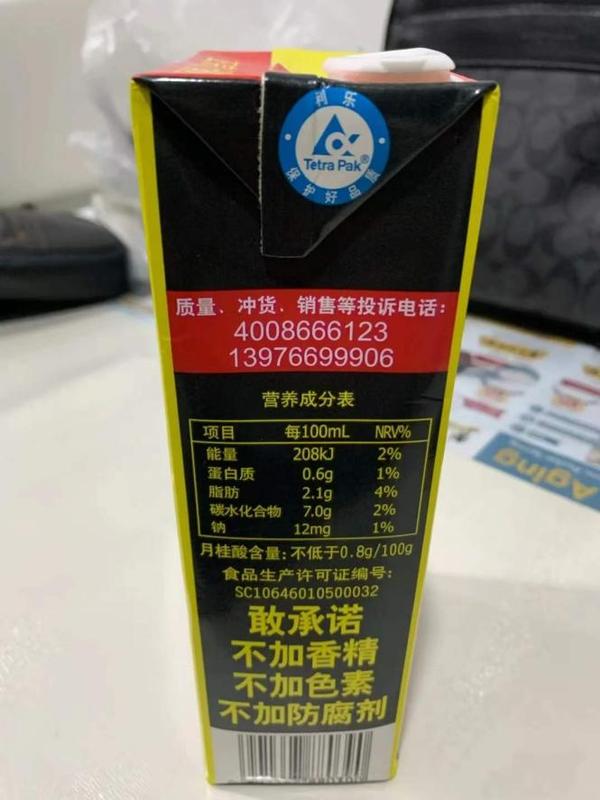 利乐
Tetra Pak®
保护好品质
质量、冲货、销售等投诉电话:
4008666123
13976699906
营养成分表
项目 每100mL NRV%
能量 208kJ 2%
蛋白质 0.6g 1%
脂肪 2.1g 4%
碳水化合物 7.0g 2%
钠 12mg 1%
月桂酸含量:不低于0.8g/100g
食品生产许可证编号:
SC10646010500032
敢承诺
不加香精
不加色素
不加防腐剂
Aging